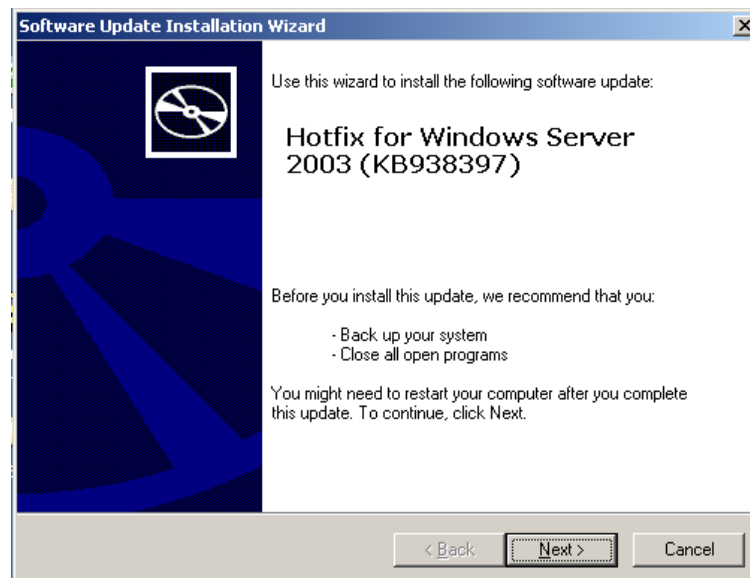 Software Update Installation Wizard
Use this wizard to install the following software update:
Hotfix for Windows Server
2003 (KB938397)
Before you install this update, we recommend that you:
- Back up your system
- Close all open programs
You might need to restart your computer after you complete
this update. To continue, click Next.
< Back
Next >
Cancel